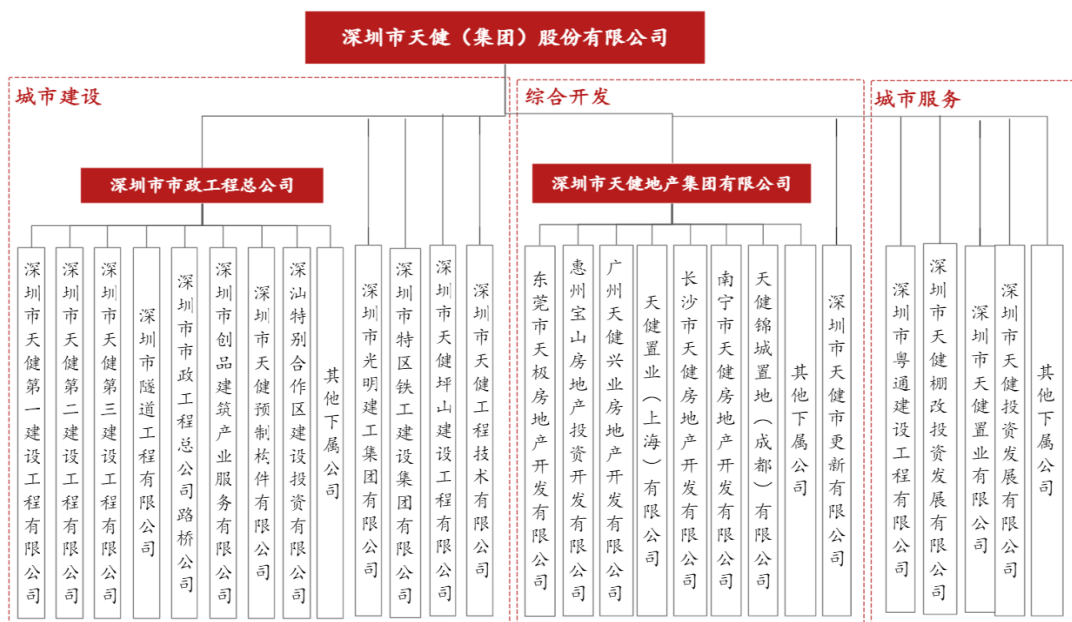 深圳市天健（集团）股份有限公司
城市建设
综合开发
城市服务
深圳市市政工程总公司
深圳市天健地产集团有限公司
深圳市天健第一建设工程有限公司
深圳市天健第二建设工程有限公司
深圳市天健第三建设工程有限公司
深圳市隧道工程有限公司
深圳市市政工程总公司路桥公司
深圳市创品建筑产业服务有限公司
深圳市天健预制构件有限公司
深汕特别合作区建设投资有限公司
其他下属公司
深圳市光明建工集团有限公司
深圳市特区铁工建设集团有限公司
深圳市天健坪山建设工程有限公司
深圳市天健工程技术有限公司
东莞市天极房地产开发有限公司
惠州宝山房地产投资开发有限公司
广州天健兴业房地产开发有限公司
天健置业（上海）有限公司
长沙市天健房地产开发有限公司
南宁市天健房地产开发有限公司
天健锦城置地（成都）有限公司
其他下属公司
深圳市天健市更新有限公司
深圳市粤通建设工程有限公司
深圳市天健棚改投资发展有限公司
深圳市天健置业有限公司
深圳市天健投资发展有限公司
其他下属公司